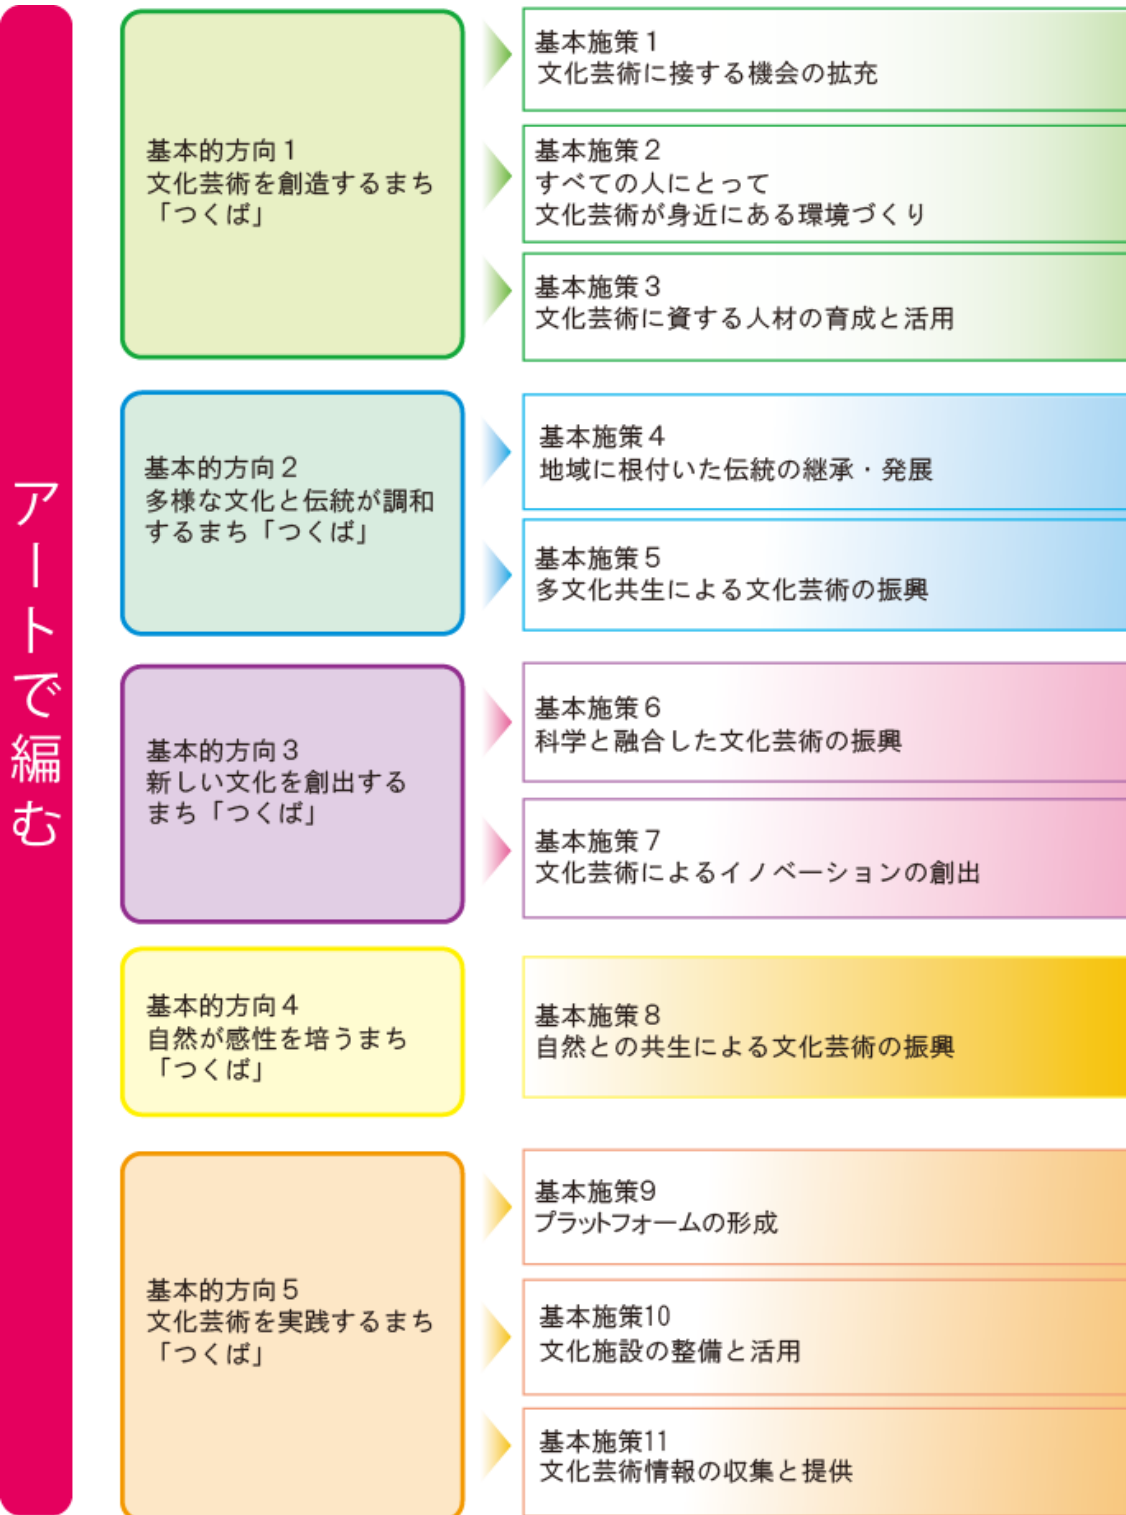 アートで編む
基本的方向1
文化芸術を創造するまち
「つくば」
基本施策1
文化芸術に接する機会の拡充
基本施策2
すべての人にとって
文化芸術が身近にある環境づくり
基本施策3
文化芸術に資する人材の育成と活用
基本的方向2
多様な文化と伝統が調和
するまち「つくば」
基本施策4
地域に根付いた伝統の継承・発展
基本施策5
多文化共生による文化芸術の振興
基本的方向3
新しい文化を創出する
まち「つくば」
基本施策6
科学と融合した文化芸術の振興
基本施策7
文化芸術によるイノベーションの創出
基本的方向4
自然が感性を培うまち
「つくば」
基本施策8
自然との共生による文化芸術の振興
基本的方向5
文化芸術を実践するまち
「つくば」
基本施策9
プラットフォームの形成
基本施策10
文化施設の整備と活用
基本施策11
文化芸術情報の収集と提供